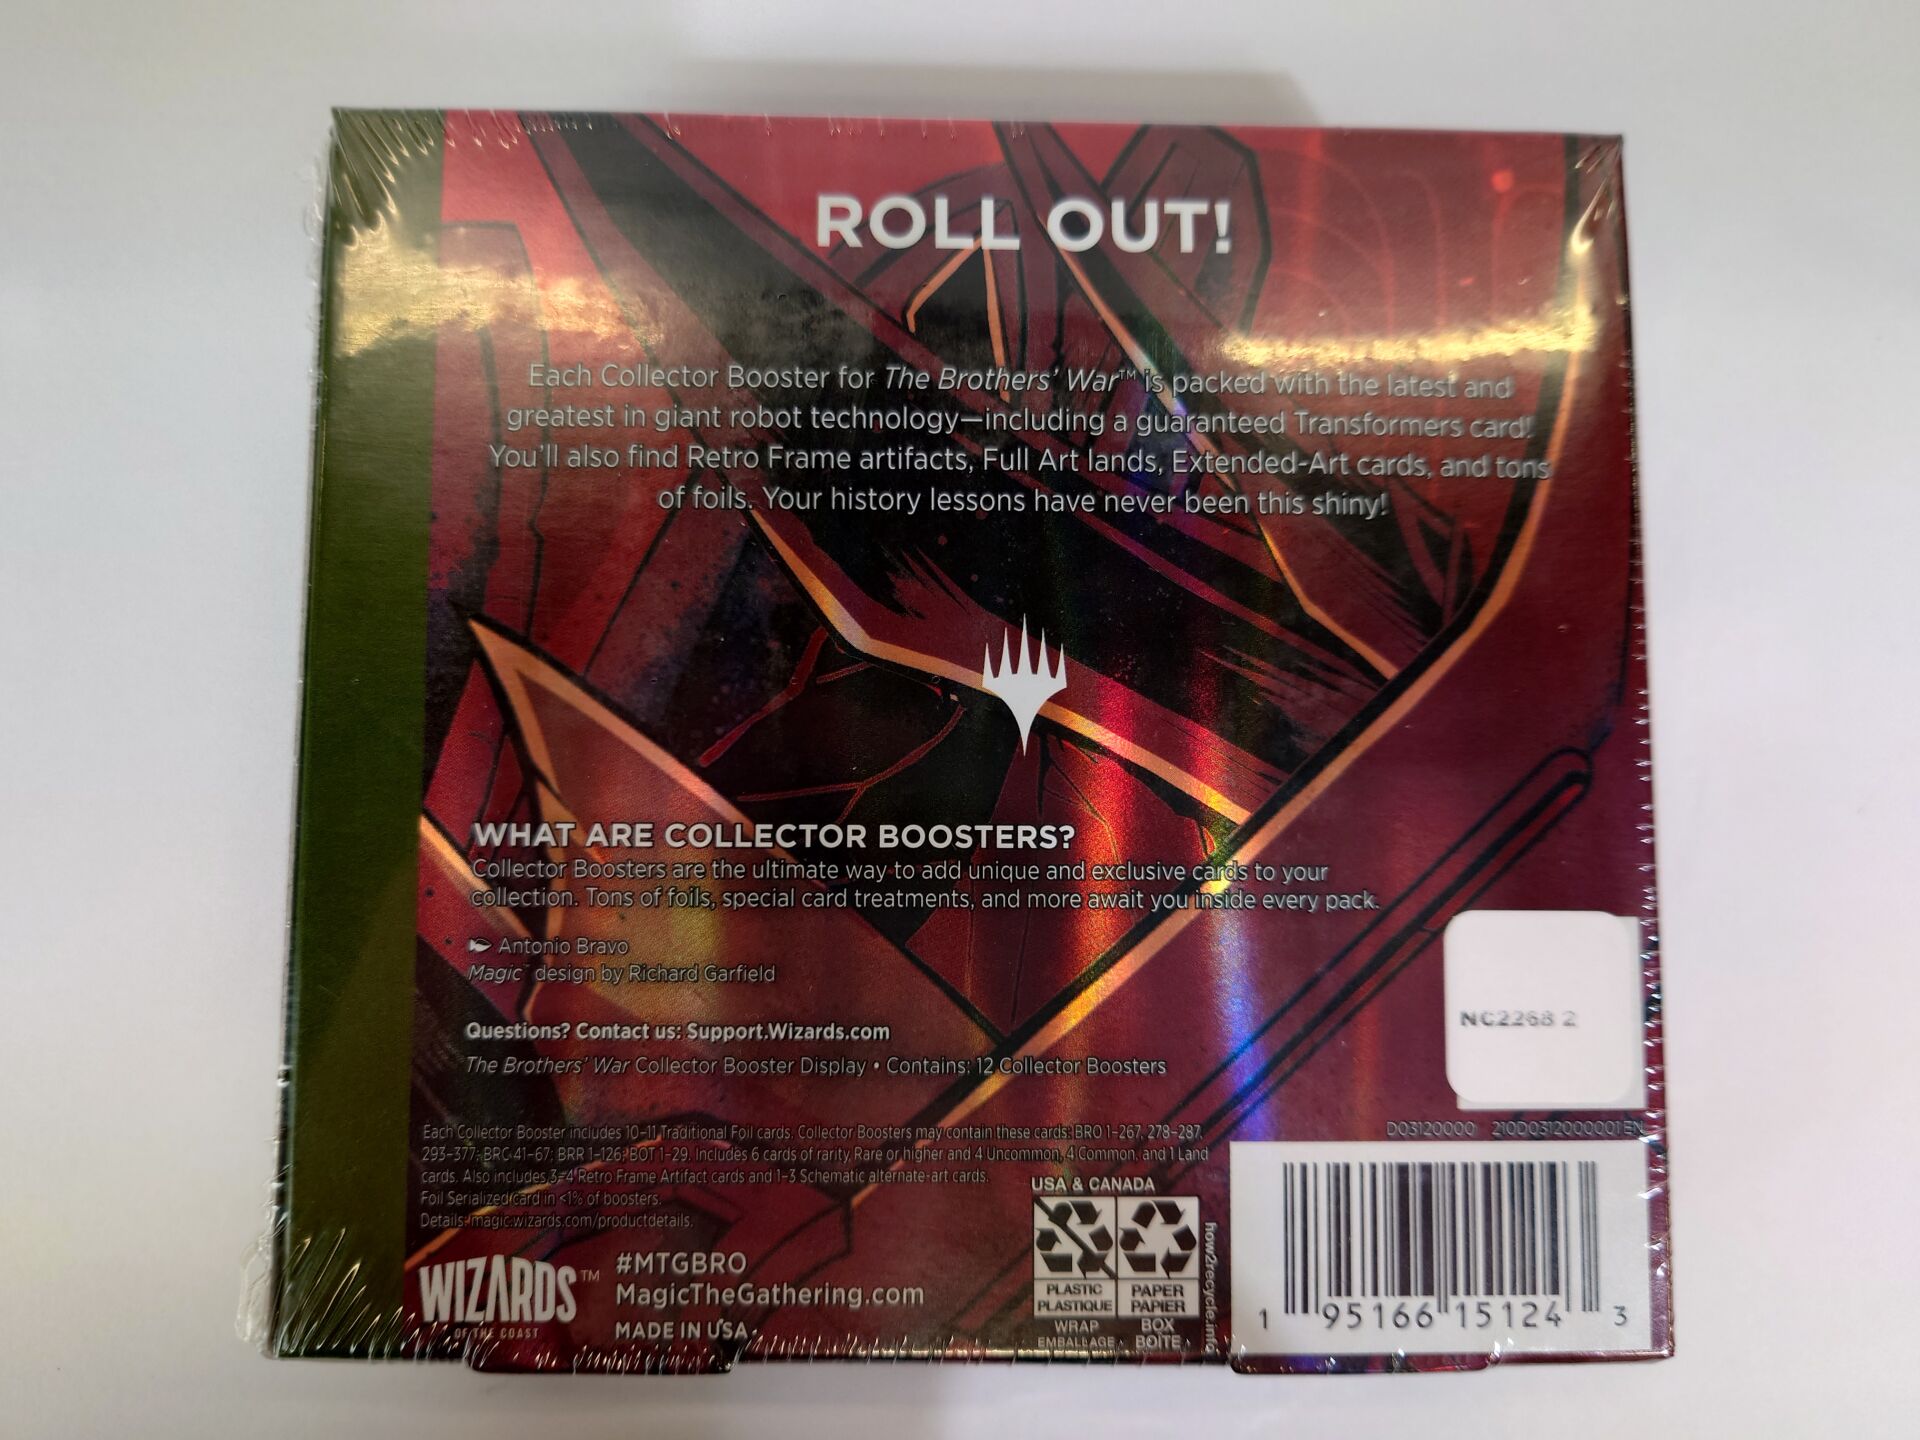 ROLL OUT!
Each Collector Booster for The Brothers' War™ is packed with the latest and
greatest in giant robot technology—including a guaranteed Transformers card!
You'll also find Retro Frame artifacts, Full Art lands, Extended-Art cards, and tons
of foils. Your history lessons have never been this shiny!
WHAT ARE COLLECTOR BOOSTERS?
Collector Boosters are the ultimate way to add unique and exclusive cards to your
collection. Tons of foils, special card treatments, and more await you inside every pack.
Antonio Bravo
Magic™ design by Richard Garfield
Questions? Contact us: Support.Wizards.com
The Brothers' War Collector Booster Display • Contains: 12 Collector Boosters
NC2268 2
Each Collector Booster includes 10–11 Traditional Foil cards. Collector Boosters may contain these cards: BRO 1–267, 278–287,
293–377; BRC 41–67; BRR 1–126; BOT 1–29. Includes 6 cards of rarity Rare or higher and 4 Uncommon, 4 Common, and 1 Land
cards. Also includes 3–4 Retro Frame Artifact cards and 1–3 Schematic alternate-art cards.
Foil Serialized card in <1% of boosters.
Details: magic.wizards.com/productdetails.
D03120000 210D0312000001EN
WIZARDS™
OF THE COAST
#MTGBRO
MagicTheGathering.com
MADE IN USA
USA & CANADA
PLASTIC
PLASTIQUE
PAPER
PAPIER
WRAP
EMBALLAGE
BOX
BOÎTE
how2recycle.info
1 95166 15124 3